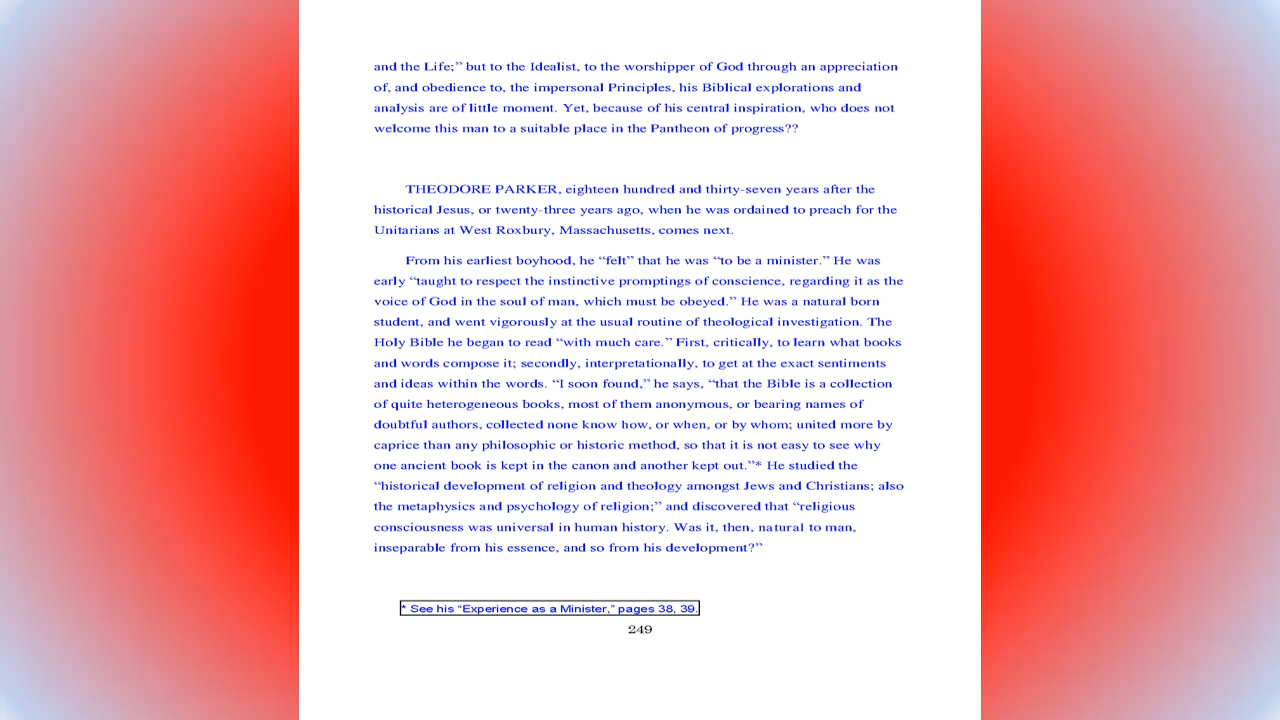 and the Life;” but to the Idealist, to the worshipper of God through an appreciation
of, and obedience to, the impersonal Principles, his Biblical explorations and
analysis are of little moment. Yet, because of his central inspiration, who does not
welcome this man to a suitable place in the Pantheon of progress??
THEODORE PARKER, eighteen hundred and thirty-seven years after the
historical Jesus, or twenty-three years ago, when he was ordained to preach for the
Unitarians at West Roxbury, Massachusetts, comes next.
From his earliest boyhood, he “felt” that he was “to be a minister.” He was
early “taught to respect the instinctive promptings of conscience, regarding it as the
voice of God in the soul of man, which must be obeyed.” He was a natural born
student, and went vigorously at the usual routine of theological investigation. The
Holy Bible he began to read “with much care.” First, critically, to learn what books
and words compose it; secondly, interpretationally, to get at the exact sentiments
and ideas within the words. “I soon found,” he says, “that the Bible is a collection
of quite heterogeneous books, most of them anonymous, or bearing names of
doubtful authors, collected none know how, or when, or by whom; united more by
caprice than any philosophic or historic method, so that it is not easy to see why
one ancient book is kept in the canon and another kept out.”* He studied the
“historical development of religion and theology amongst Jews and Christians; also
the metaphysics and psychology of religion;” and discovered that “religious
consciousness was universal in human history. Was it, then, natural to man,
inseparable from his essence, and so from his development?”
* See his “Experience as a Minister,” pages 38, 39.
249